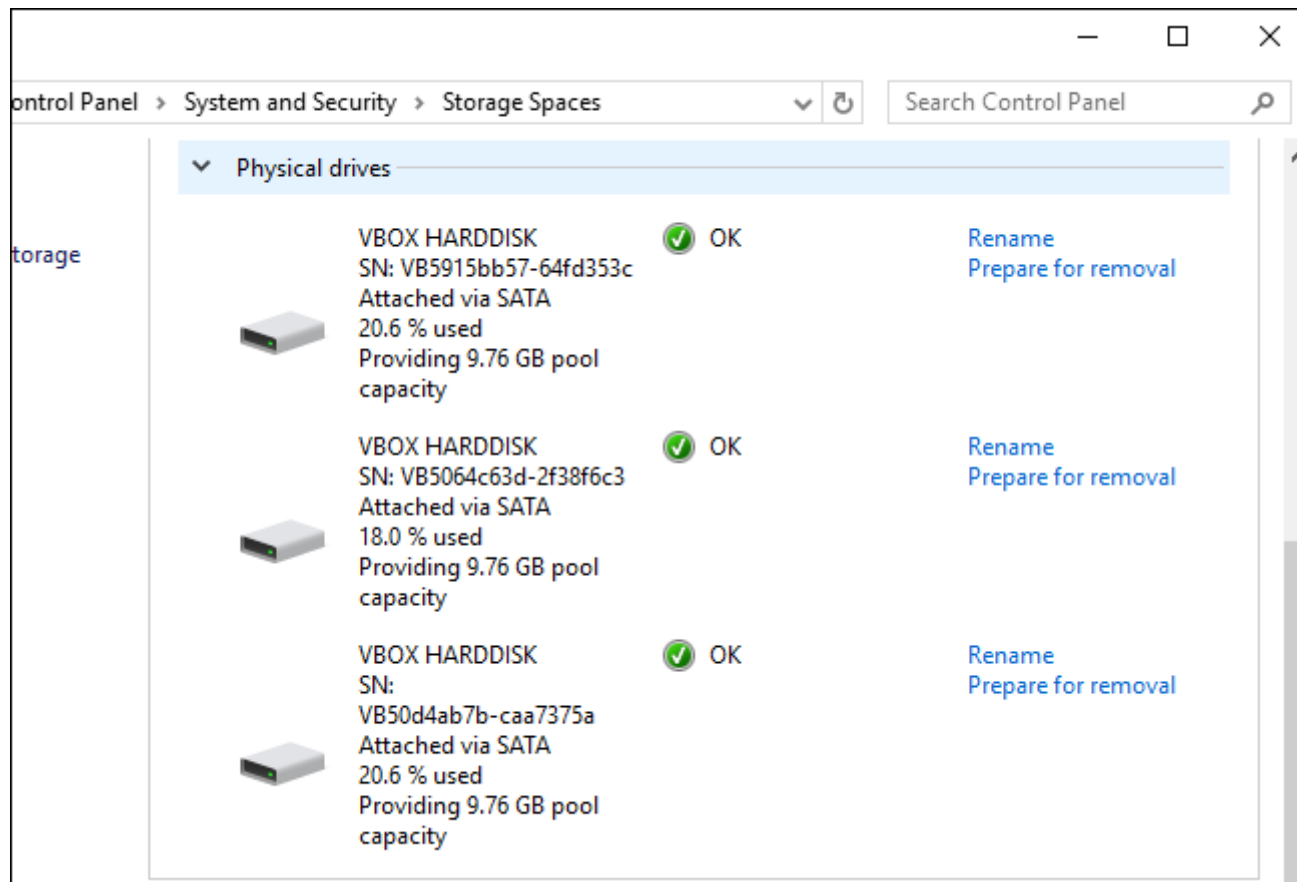 ontrol Panel > System and Security > Storage Spaces
Search Control Panel
torage
Physical drives
VBOX HARDDISK
SN: VB5915bb57-64fd353c
Attached via SATA
20.6 % used
Providing 9.76 GB pool
capacity
OK
Rename
Prepare for removal
VBOX HARDDISK
SN: VB5064c63d-2f38f6c3
Attached via SATA
18.0 % used
Providing 9.76 GB pool
capacity
OK
Rename
Prepare for removal
VBOX HARDDISK
SN:
VB50d4ab7b-caa7375a
Attached via SATA
20.6 % used
Providing 9.76 GB pool
capacity
OK
Rename
Prepare for removal